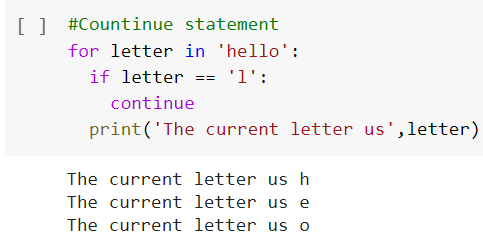 [ ] #Countinue statement
for letter in 'hello':
  if letter == 'l':
    continue
  print('The current letter us',letter)
The current letter us h
The current letter us e
The current letter us o